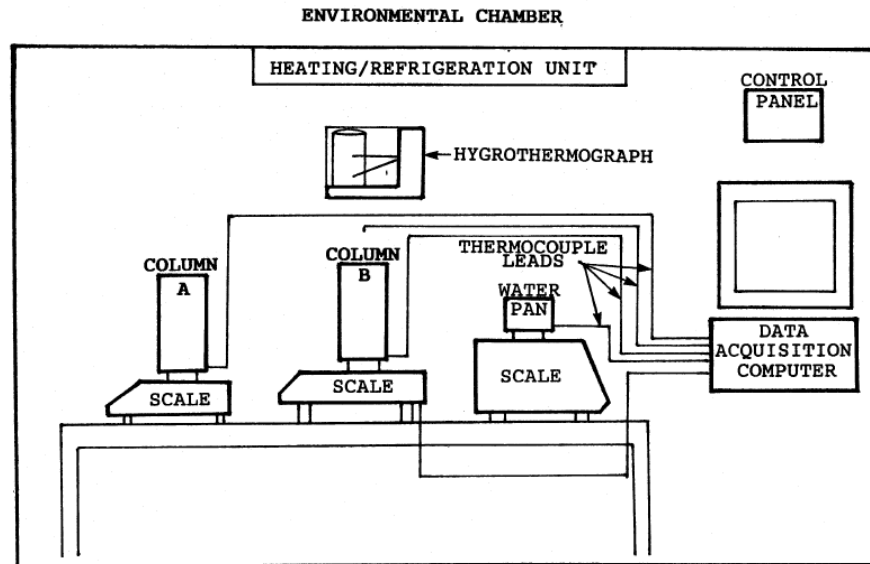 ENVIRONMENTAL CHAMBER
HEATING/REFRIGERATION UNIT
CONTROL
PANEL
HYGROTHERMOGRAPH
COLUMN
A
COLUMN
B
THERMOCOUPLE
LEADS
WATER
PAN
DATA
ACQUISITION
COMPUTER
SCALE
SCALE
SCALE